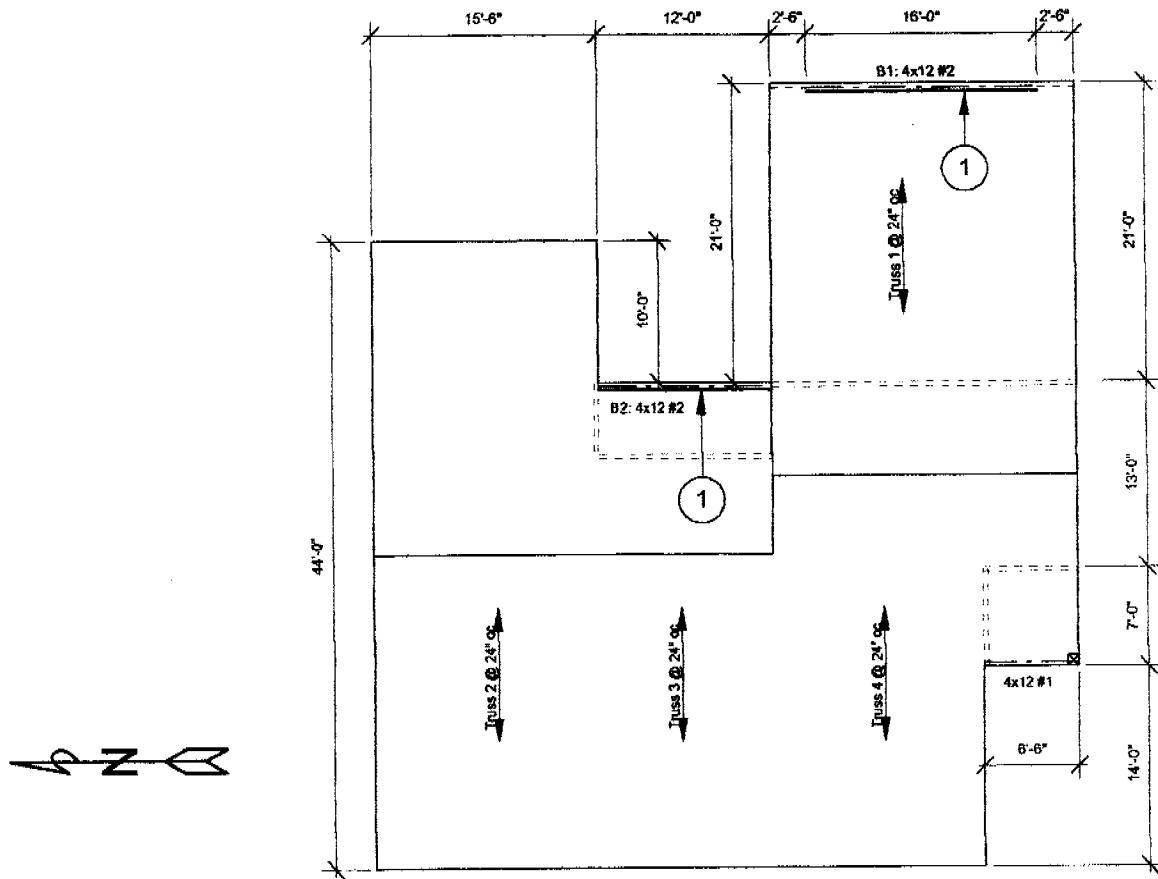 15'-6"
12'-0"
2'-6"
16'-0"
2'-6"
B1: 4x12 #2
1
21'-0"
Truss 1 @ 24" oc
21'-0"
10'-0"
B2: 4x12 #2
1
13'-0"
44'-0"
7'-0"
Truss 2 @ 24" oc
Truss 3 @ 24" oc
Truss 4 @ 24" oc
4x12 #1
6'-6"
14'-0"
N